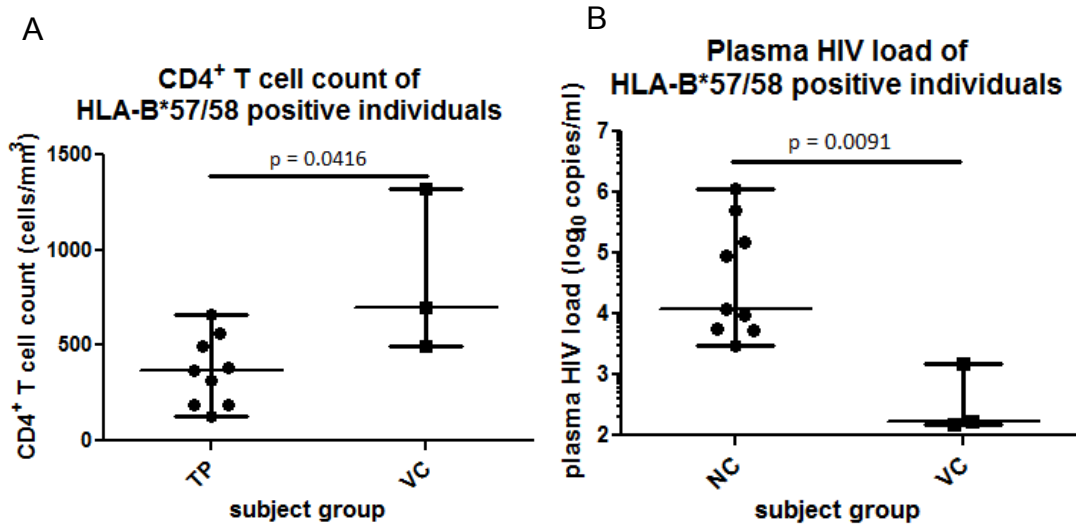 A
CD4⁺ T cell count of
HLA-B*57/58 positive individuals
CD4⁺ T cell count (cells/mm³)
1500
1000
500
0
p = 0.0416
TP
VC
subject group
B
Plasma HIV load of
HLA-B*57/58 positive individuals
plasma HIV load (log₁₀ copies/ml)
7
6
5
4
3
2
p = 0.0091
NC
VC
subject group